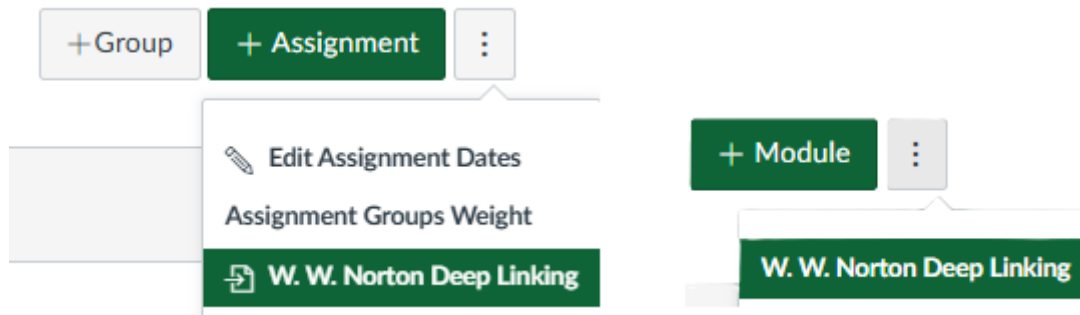 +Group
+ Assignment
Edit Assignment Dates
Assignment Groups Weight
W. W. Norton Deep Linking
+ Module
W. W. Norton Deep Linking